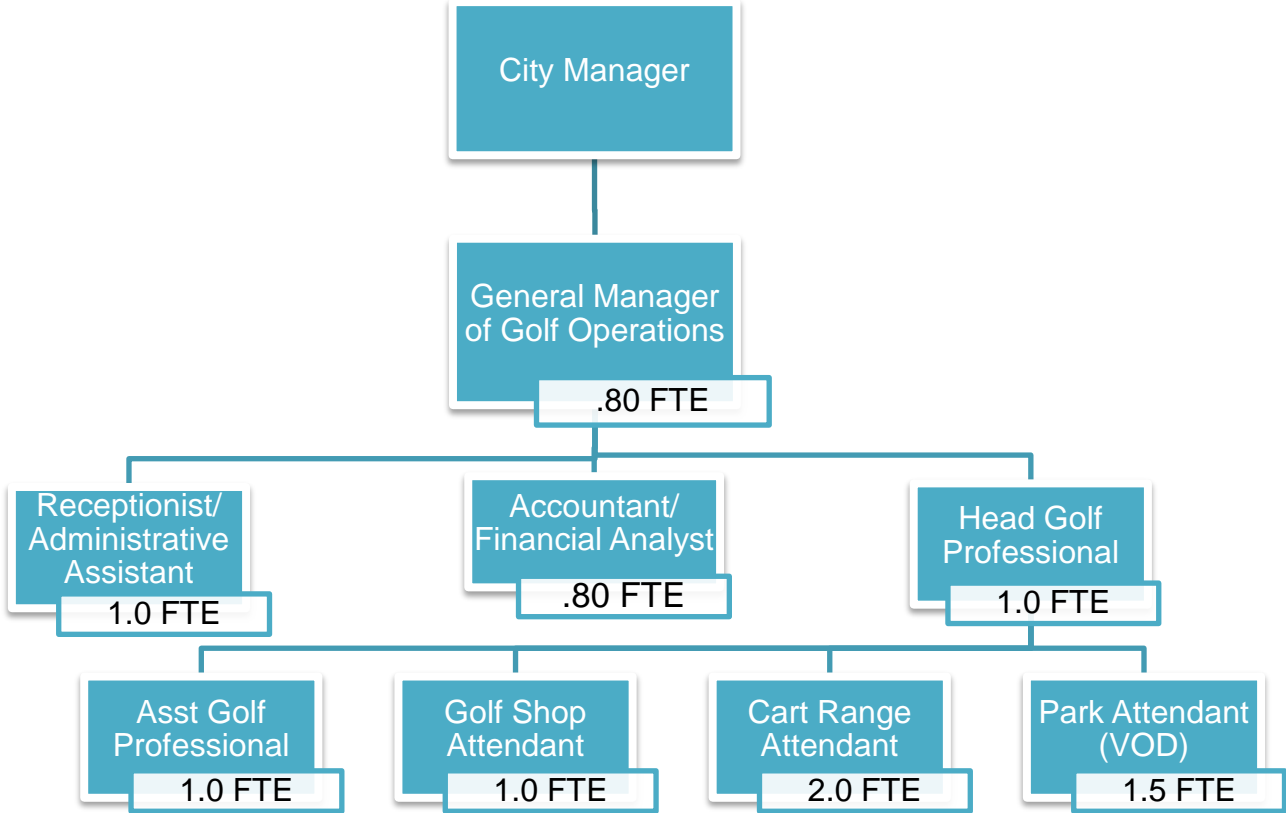 City Manager
General Manager
of Golf Operations
.80 FTE
Receptionist/
Administrative
Assistant
1.0 FTE
Accountant/
Financial Analyst
.80 FTE
Head Golf
Professional
1.0 FTE
Asst Golf
Professional
1.0 FTE
Golf Shop
Attendant
1.0 FTE
Cart Range
Attendant
2.0 FTE
Park Attendant
(VOD)
1.5 FTE